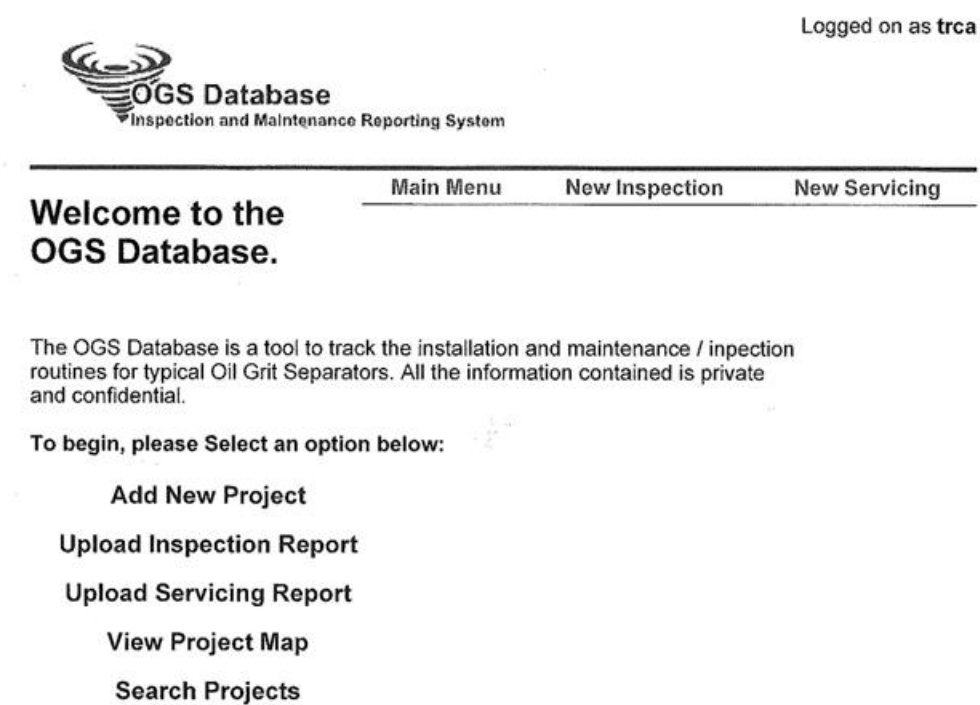 Logged on as trca
OGS Database
Inspection and Maintenance Reporting System
Main Menu New Inspection New Servicing
Welcome to the
OGS Database.
The OGS Database is a tool to track the installation and maintenance / inpection
routines for typical Oil Grit Separators. All the information contained is private
and confidential.
To begin, please Select an option below:
Add New Project
Upload Inspection Report
Upload Servicing Report
View Project Map
Search Projects